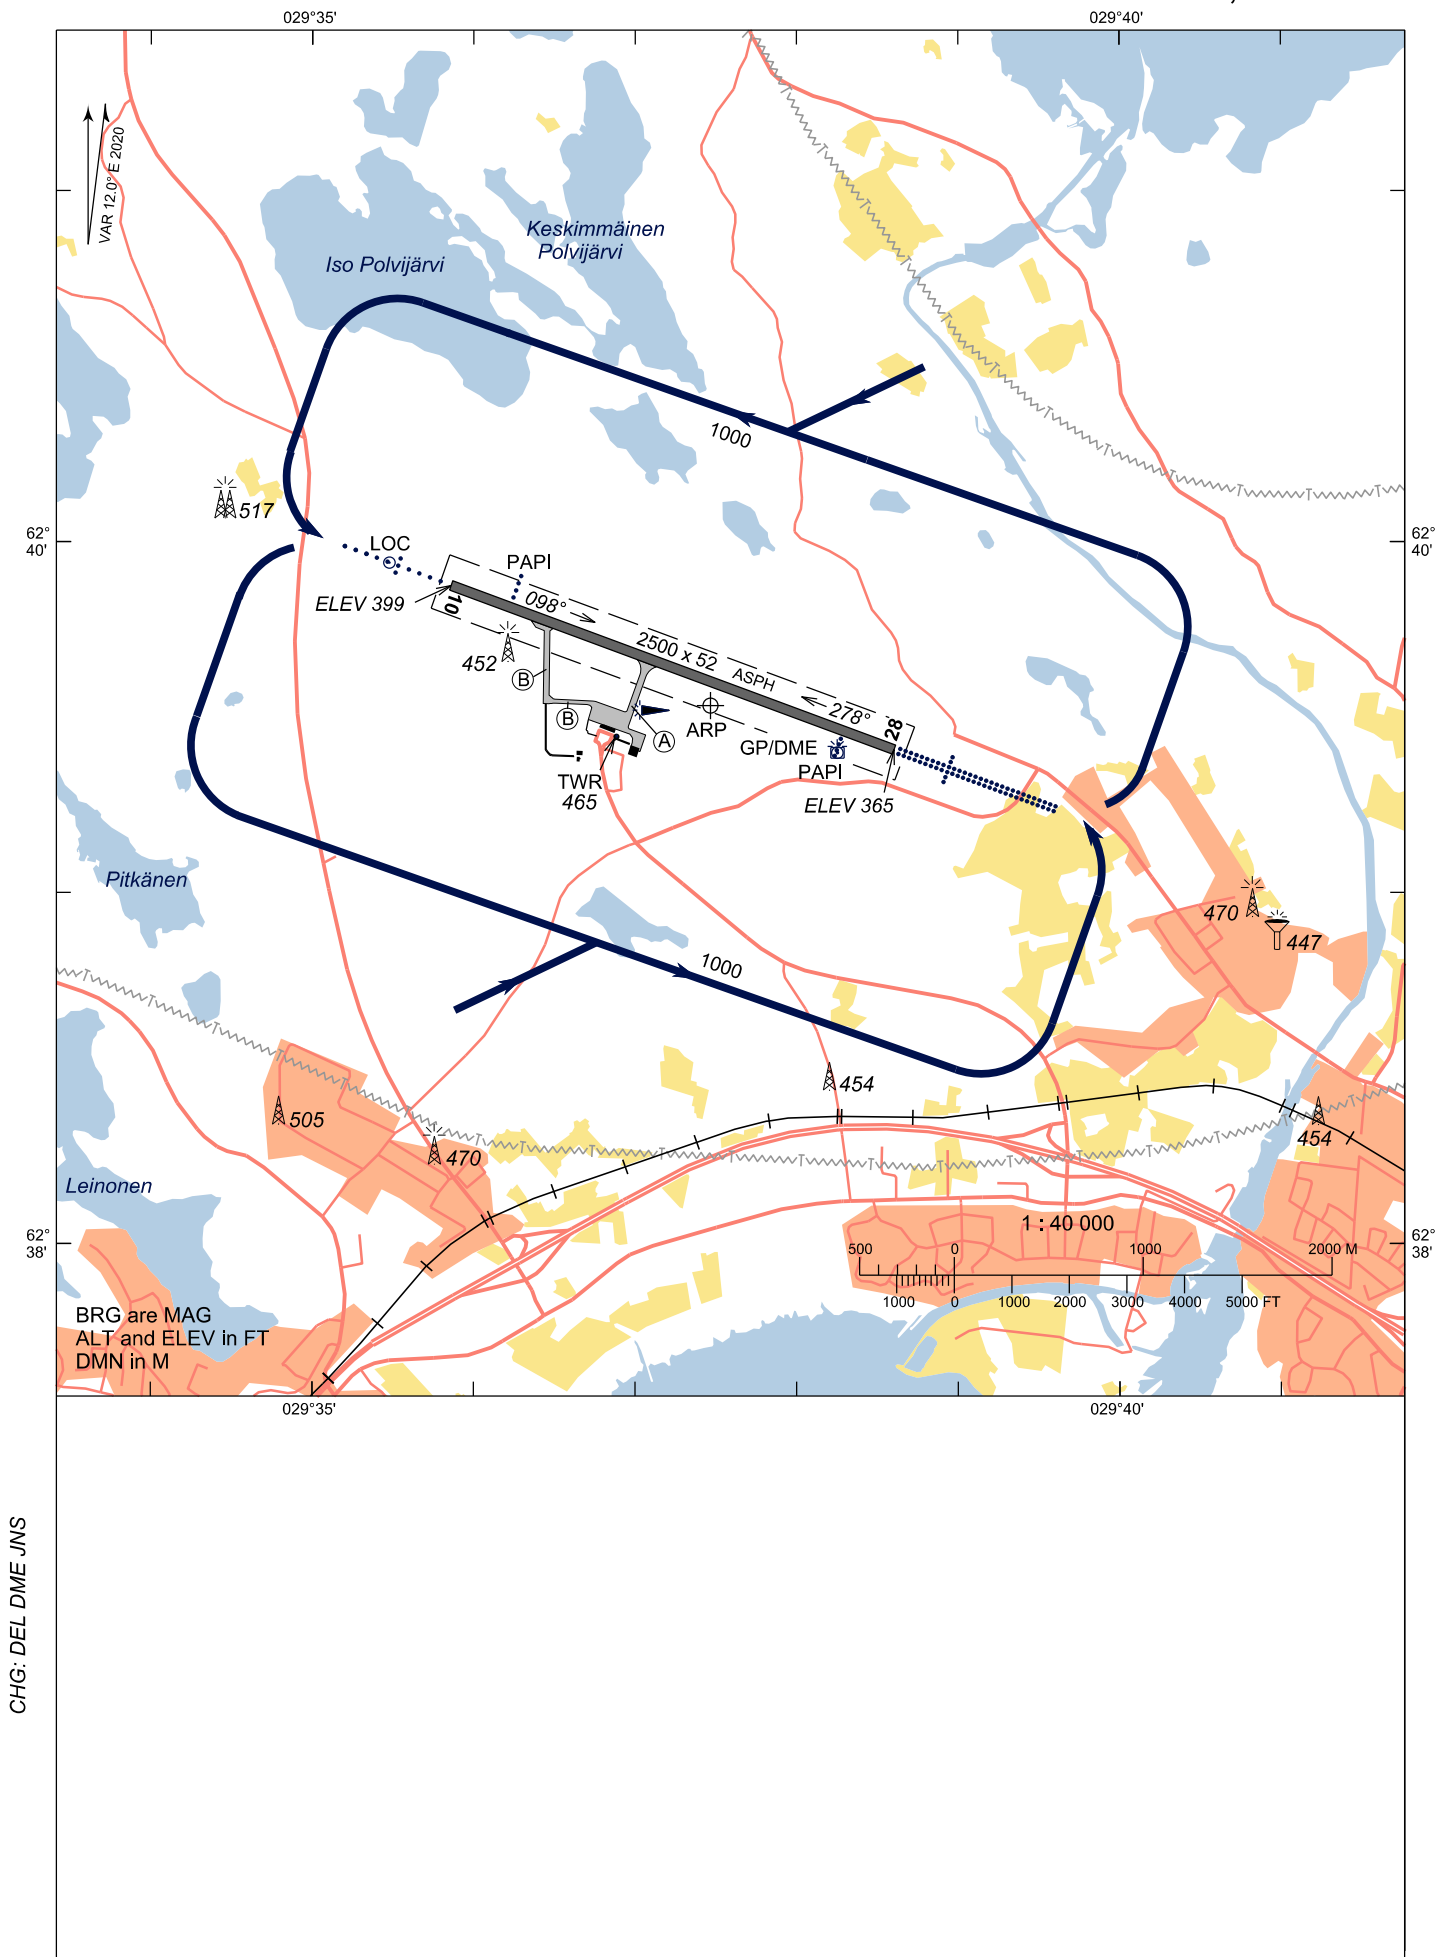 029°35'
029°40'
VAR 12.0° E 2020
Keskimmäinen
Polvijärvi
Iso Polvijärvi
1000
517
62°
40'
62°
40'
LOC
PAPI
ELEV 399
10
098°
2500 x 52 ASPH
452
B
B
A
ARP
278°
28
GP/DME
PAPI
TWR
465
ELEV 365
Pitkänen
470
447
1000
454
505
470
454
Leinonen
62°
38'
62°
38'
1 : 40 000
500 0 1000 2000 M
1000 0 1000 2000 3000 4000 5000 FT
BRG are MAG
ALT and ELEV in FT
DMN in M
029°35'
029°40'
CHG: DEL DME JNS